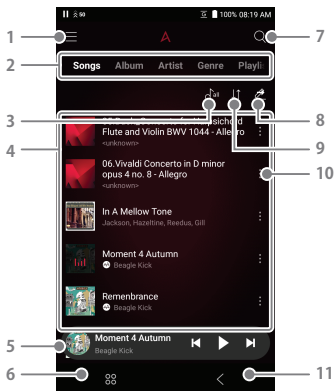 50 100% 08:19 AM
1 7
2
Songs Album Artist Genre Playli
all
3 8
4 9
Flute and Violin BWV 1044 - Allegro
<unknown>
06.Vivaldi Concerto in D minor
opus 4 no. 8 - Allegro
<unknown>
10
In A Mellow Tone
Jackson, Hazeltine, Reedus, Gill
Moment 4 Autumn
Beagle Kick
Remenbrance
Beagle Kick
5
Moment 4 Autumn
Beagle Kick
6 11